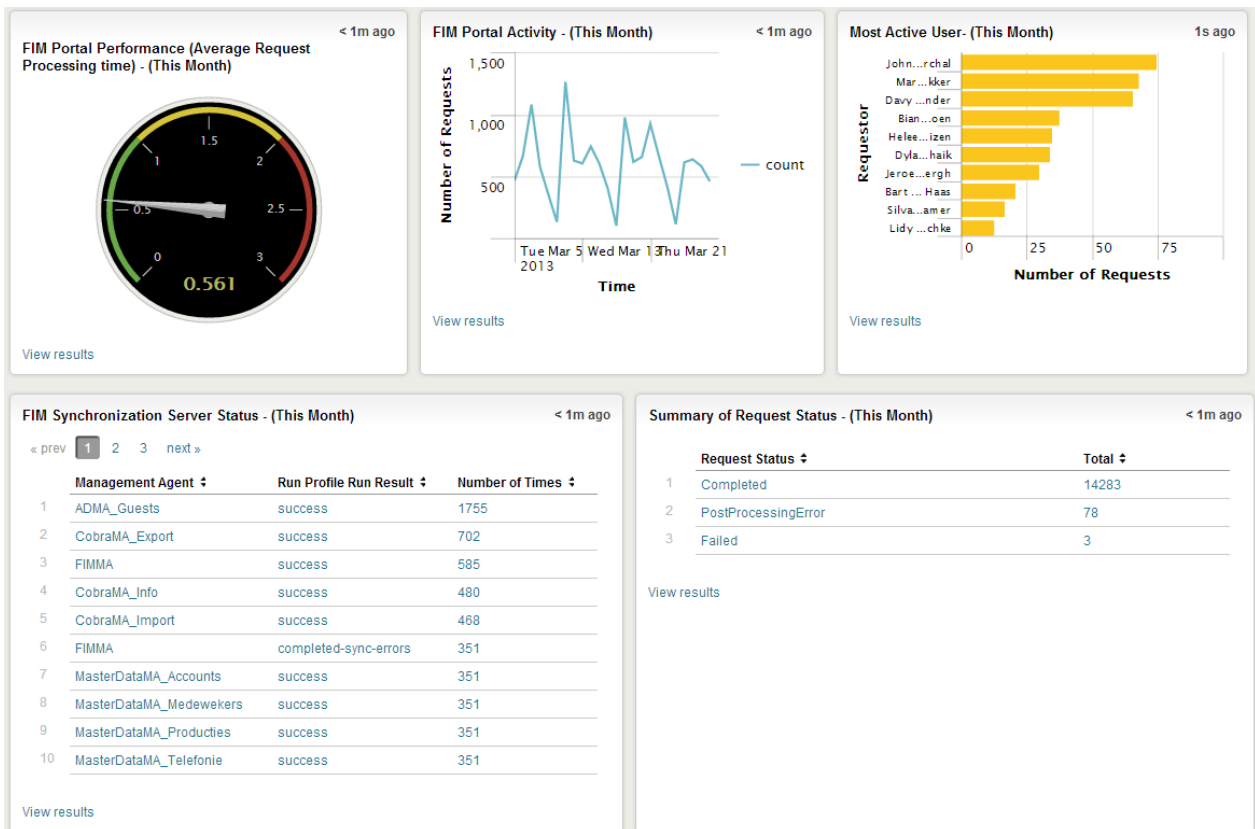 FIM Portal Performance (Average Request
Processing time) - (This Month)
< 1m ago
0
0.5
1
1.5
2
2.5
3
0.561
View results
FIM Portal Activity - (This Month)
< 1m ago
Number of Requests
1,500
1,000
500
count
Tue Mar 5 Wed Mar 13 Thu Mar 21
2013
Time
View results
Most Active User- (This Month)
1s ago
Requestor
John...rchal
Mar...kker
Davy ...nder
Bian...oen
Helee...izen
Dyla...haik
Jeroe...ergh
Bart ... Haas
Silva...amer
Lidy ...chke
0 25 50 75
Number of Requests
View results
FIM Synchronization Server Status - (This Month)
< 1m ago
« prev 1 2 3 next »
Management Agent Run Profile Run Result Number of Times
1 ADMA_Guests success 1755
2 CobraMA_Export success 702
3 FIMMA success 585
4 CobraMA_Info success 480
5 CobraMA_Import success 468
6 FIMMA completed-sync-errors 351
7 MasterDataMA_Accounts success 351
8 MasterDataMA_Medewekers success 351
9 MasterDataMA_Producties success 351
10 MasterDataMA_Telefonie success 351
View results
Summary of Request Status - (This Month)
< 1m ago
Request Status Total
1 Completed 14283
2 PostProcessingError 78
3 Failed 3
View results